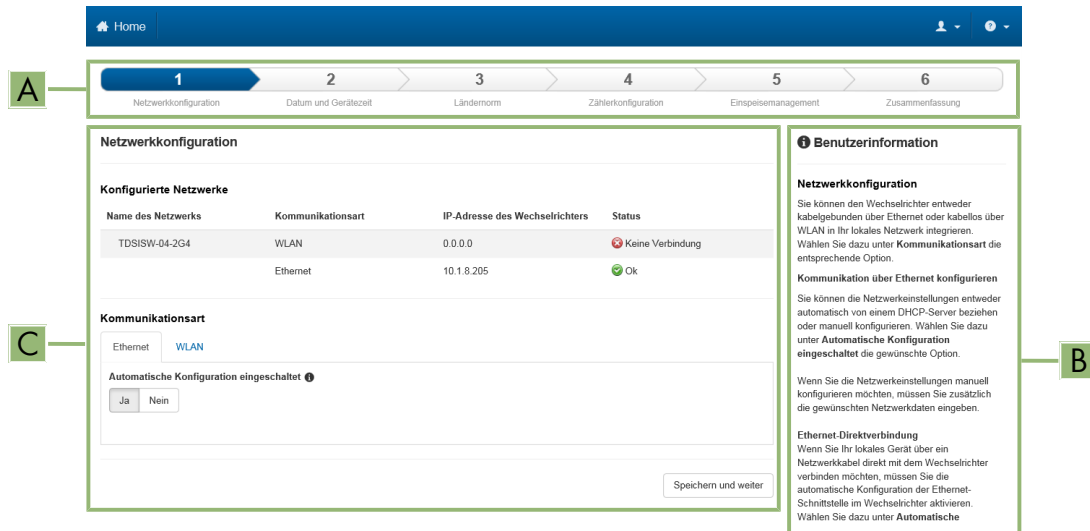 Home
A
1 2 3 4 5 6
Netzwerkkonfiguration Datum und Gerätezeit Ländernorm Zählerkonfiguration Einspeisemanagement Zusammenfassung
C
Netzwerkkonfiguration
Konfigurierte Netzwerke
Name des Netzwerks Kommunikationsart IP-Adresse des Wechselrichters Status
TDSISW-04-2G4 WLAN 0.0.0.0 Keine Verbindung
Ethernet 10.1.8.205 Ok
Kommunikationsart
Ethernet WLAN
Automatische Konfiguration eingeschaltet
Ja Nein
Speichern und weiter
B
Benutzerinformation
Netzwerkkonfiguration
Sie können den Wechselrichter entweder
kabelgebunden über Ethernet oder kabellos über
WLAN in Ihr lokales Netzwerk integrieren.
Wählen Sie dazu unter Kommunikationsart die
entsprechende Option.
Kommunikation über Ethernet konfigurieren
Sie können die Netzwerkeinstellungen entweder
automatisch von einem DHCP-Server beziehen
oder manuell konfigurieren. Wählen Sie dazu
unter Automatische Konfiguration
eingeschaltet die gewünschte Option.
Wenn Sie die Netzwerkeinstellungen manuell
konfigurieren möchten, müssen Sie zusätzlich
die gewünschten Netzwerkdaten eingeben.
Ethernet-Direktverbindung
Wenn Sie Ihr lokales Gerät über ein
Netzwerkkabel direkt mit dem Wechselrichter
verbinden möchten, müssen Sie die
automatische Konfiguration der Ethernet-
Schnittstelle im Wechselrichter aktivieren.
Wählen Sie dazu unter Automatische